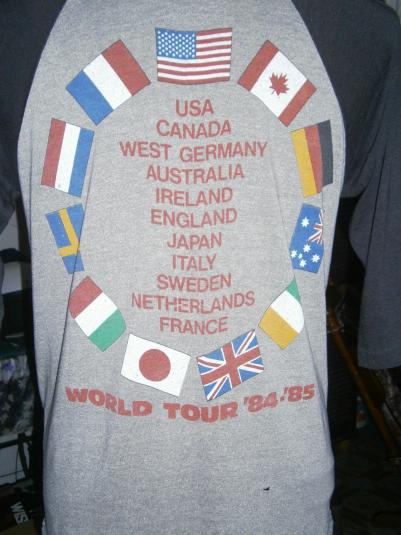 USA
CANADA
WEST GERMANY
AUSTRALIA
IRELAND
ENGLAND
JAPAN
ITALY
SWEDEN
NETHERLANDS
FRANCE
WORLD TOUR '84-'85